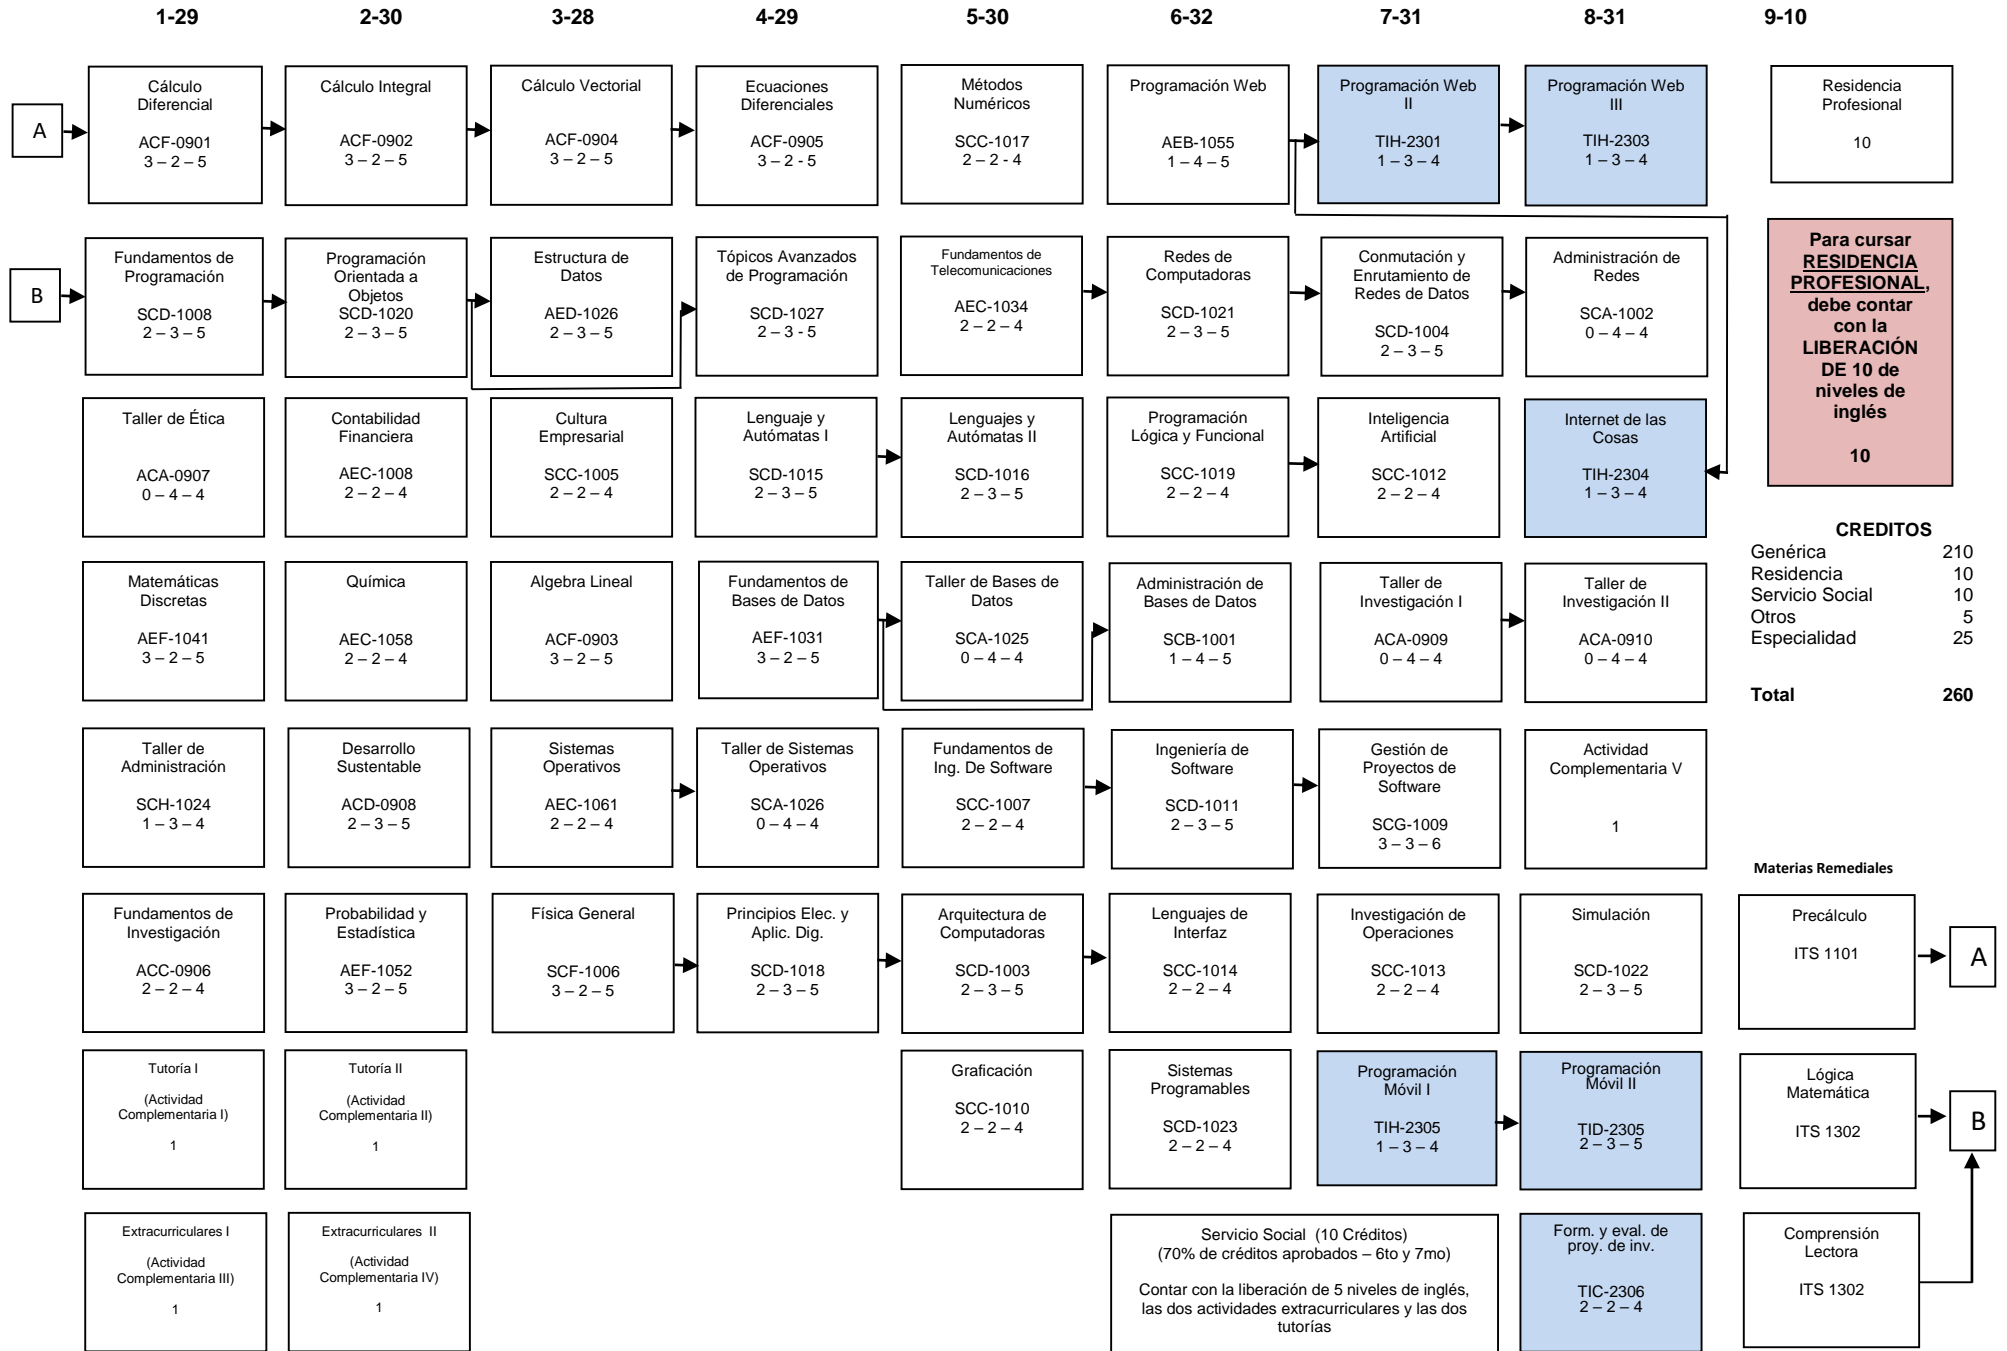 1-29 2-30 3-28 4-29 5-30 6-32 7-31 8-31 9-10
A
Cálculo
Diferencial
ACF-0901
3 – 2 – 5
Cálculo Integral
ACF-0902
3 – 2 – 5
Cálculo Vectorial
ACF-0904
3 – 2 – 5
Ecuaciones
Diferenciales
ACF-0905
3 – 2 - 5
Métodos
Numéricos
SCC-1017
2 – 2 - 4
Programación Web
AEB-1055
1 – 4 – 5
Programación Web
II
TIH-2301
1 – 3 – 4
Programación Web
III
TIH-2303
1 – 3 – 4
Residencia
Profesional
10
B
Fundamentos de
Programación
SCD-1008
2 – 3 – 5
Programación
Orientada a
Objetos
SCD-1020
2 – 3 – 5
Estructura de
Datos
AED-1026
2 – 3 – 5
Tópicos Avanzados
de Programación
SCD-1027
2 – 3 - 5
Fundamentos de
Telecomunicaciones
AEC-1034
2 – 2 – 4
Redes de
Computadoras
SCD-1021
2 – 3 – 5
Conmutación y
Enrutamiento de
Redes de Datos
SCD-1004
2 – 3 – 5
Administración de
Redes
SCA-1002
0 – 4 – 4
Para cursar
RESIDENCIA
PROFESIONAL,
debe contar
con la
LIBERACIÓN
DE 10 de
niveles de
inglés
10
Taller de Ética
ACA-0907
0 – 4 – 4
Contabilidad
Financiera
AEC-1008
2 – 2 – 4
Cultura
Empresarial
SCC-1005
2 – 2 – 4
Lenguaje y
Autómatas I
SCD-1015
2 – 3 – 5
Lenguajes y
Autómatas II
SCD-1016
2 – 3 – 5
Programación
Lógica y Funcional
SCC-1019
2 – 2 – 4
Inteligencia
Artificial
SCC-1012
2 – 2 – 4
Internet de las
Cosas
TIH-2304
1 – 3 – 4
CREDITOS
Genérica 210
Residencia 10
Servicio Social 10
Otros 5
Especialidad 25
Total 260
Matemáticas
Discretas
AEF-1041
3 – 2 – 5
Química
AEC-1058
2 – 2 – 4
Algebra Lineal
ACF-0903
3 – 2 – 5
Fundamentos de
Bases de Datos
AEF-1031
3 – 2 – 5
Taller de Bases de
Datos
SCA-1025
0 – 4 – 4
Administración de
Bases de Datos
SCB-1001
1 – 4 – 5
Taller de
Investigación I
ACA-0909
0 – 4 – 4
Taller de
Investigación II
ACA-0910
0 – 4 – 4
Taller de
Administración
SCH-1024
1 – 3 – 4
Desarrollo
Sustentable
ACD-0908
2 – 3 – 5
Sistemas
Operativos
AEC-1061
2 – 2 – 4
Taller de Sistemas
Operativos
SCA-1026
0 – 4 – 4
Fundamentos de
Ing. De Software
SCC-1007
2 – 2 – 4
Ingeniería de
Software
SCD-1011
2 – 3 – 5
Gestión de
Proyectos de
Software
SCG-1009
3 – 3 – 6
Actividad
Complementaria V
1
Materias Remediales
Fundamentos de
Investigación
ACC-0906
2 – 2 – 4
Probabilidad y
Estadística
AEF-1052
3 – 2 – 5
Física General
SCF-1006
3 – 2 – 5
Principios Elec. y
Aplic. Dig.
SCD-1018
2 – 3 – 5
Arquitectura de
Computadoras
SCD-1003
2 – 3 – 5
Lenguajes de
Interfaz
SCC-1014
2 – 2 – 4
Investigación de
Operaciones
SCC-1013
2 – 2 – 4
Simulación
SCD-1022
2 – 3 – 5
Precálculo
ITS 1101
A
Tutoría I
(Actividad
Complementaria I)
1
Tutoría II
(Actividad
Complementaria II)
1
Graficación
SCC-1010
2 – 2 – 4
Sistemas
Programables
SCD-1023
2 – 2 – 4
Programación
Móvil I
TIH-2305
1 – 3 – 4
Programación
Móvil II
TID-2305
2 – 3 – 5
Lógica
Matemática
ITS 1302
B
Extracurriculares I
(Actividad
Complementaria III)
1
Extracurriculares II
(Actividad
Complementaria IV)
1
Servicio Social (10 Créditos)
(70% de créditos aprobados – 6to y 7mo)
Contar con la liberación de 5 niveles de inglés,
las dos actividades extracurriculares y las dos
tutorías
Form. y eval. de
proy. de inv.
TIC-2306
2 – 2 – 4
Comprensión
Lectora
ITS 1302